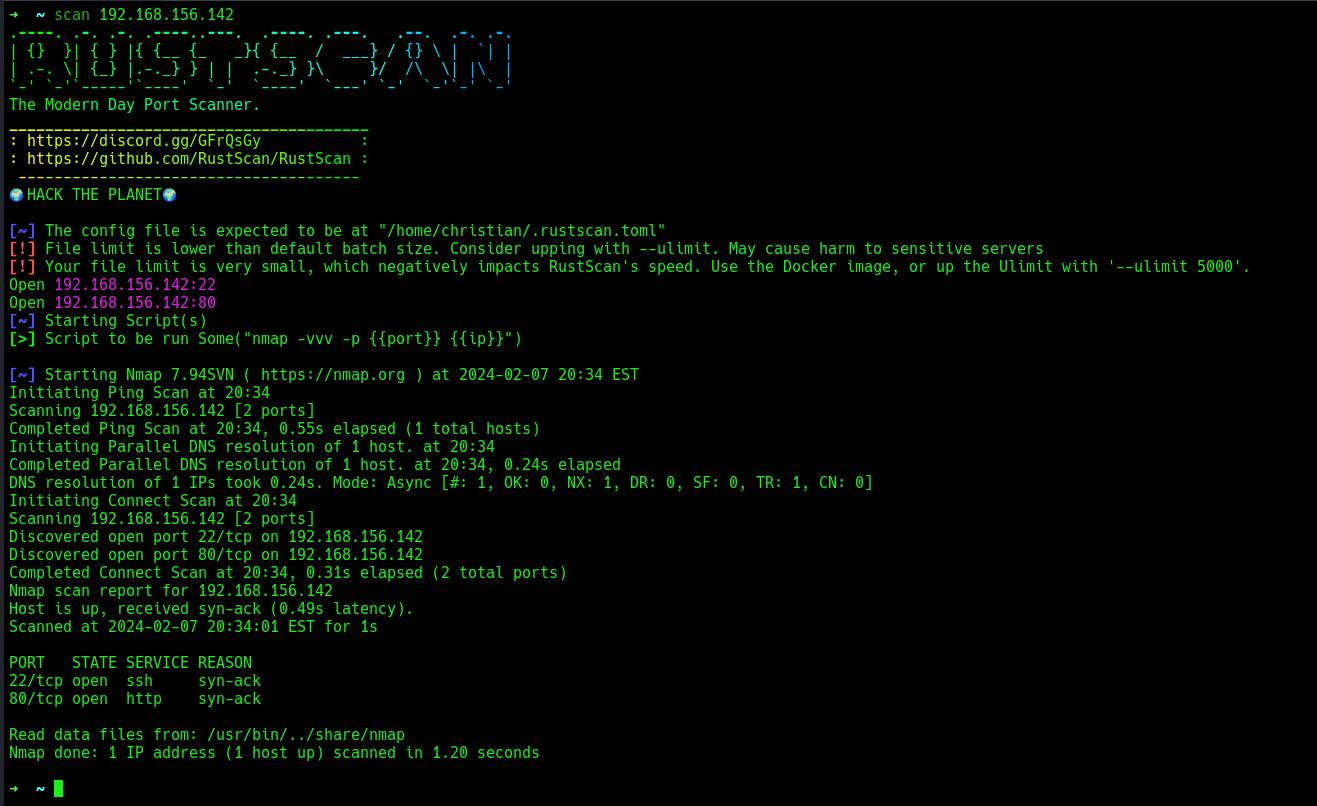 →  ~ scan 192.168.156.142
.----. .-. .-. .----..---.  .----. .---.   .--.  .-. .-.
| {}  }| { } |{ {__ {_   _}{ {__  /  ___} / {} \ |  `| |
| .-. \| {_} |.-._} } | |  .-._} }\     }/  /\  \| |\  |
`-' `-'`-----'`----'  `-'  `----'  `---' `-'  `-'`-' `-'
The Modern Day Port Scanner.
________________________________________
: https://discord.gg/GFrQsGy           :
: https://github.com/RustScan/RustScan :
 --------------------------------------
🌍HACK THE PLANET🌍
[~] The config file is expected to be at "/home/christian/.rustscan.toml"
[!] File limit is lower than default batch size. Consider upping with --ulimit. May cause harm to sensitive servers
[!] Your file limit is very small, which negatively impacts RustScan's speed. Use the Docker image, or up the Ulimit with '--ulimit 5000'.
Open 192.168.156.142:22
Open 192.168.156.142:80
[~] Starting Script(s)
[>] Script to be run Some("nmap -vvv -p {{port}} {{ip}}")
[~] Starting Nmap 7.94SVN ( https://nmap.org ) at 2024-02-07 20:34 EST
Initiating Ping Scan at 20:34
Scanning 192.168.156.142 [2 ports]
Completed Ping Scan at 20:34, 0.55s elapsed (1 total hosts)
Initiating Parallel DNS resolution of 1 host. at 20:34
Completed Parallel DNS resolution of 1 host. at 20:34, 0.24s elapsed
DNS resolution of 1 IPs took 0.24s. Mode: Async [#: 1, OK: 0, NX: 1, DR: 0, SF: 0, TR: 1, CN: 0]
Initiating Connect Scan at 20:34
Scanning 192.168.156.142 [2 ports]
Discovered open port 22/tcp on 192.168.156.142
Discovered open port 80/tcp on 192.168.156.142
Completed Connect Scan at 20:34, 0.31s elapsed (2 total ports)
Nmap scan report for 192.168.156.142
Host is up, received syn-ack (0.49s latency).
Scanned at 2024-02-07 20:34:01 EST for 1s
PORT   STATE SERVICE REASON
22/tcp open  ssh     syn-ack
80/tcp open  http    syn-ack
Read data files from: /usr/bin/../share/nmap
Nmap done: 1 IP address (1 host up) scanned in 1.20 seconds
→  ~